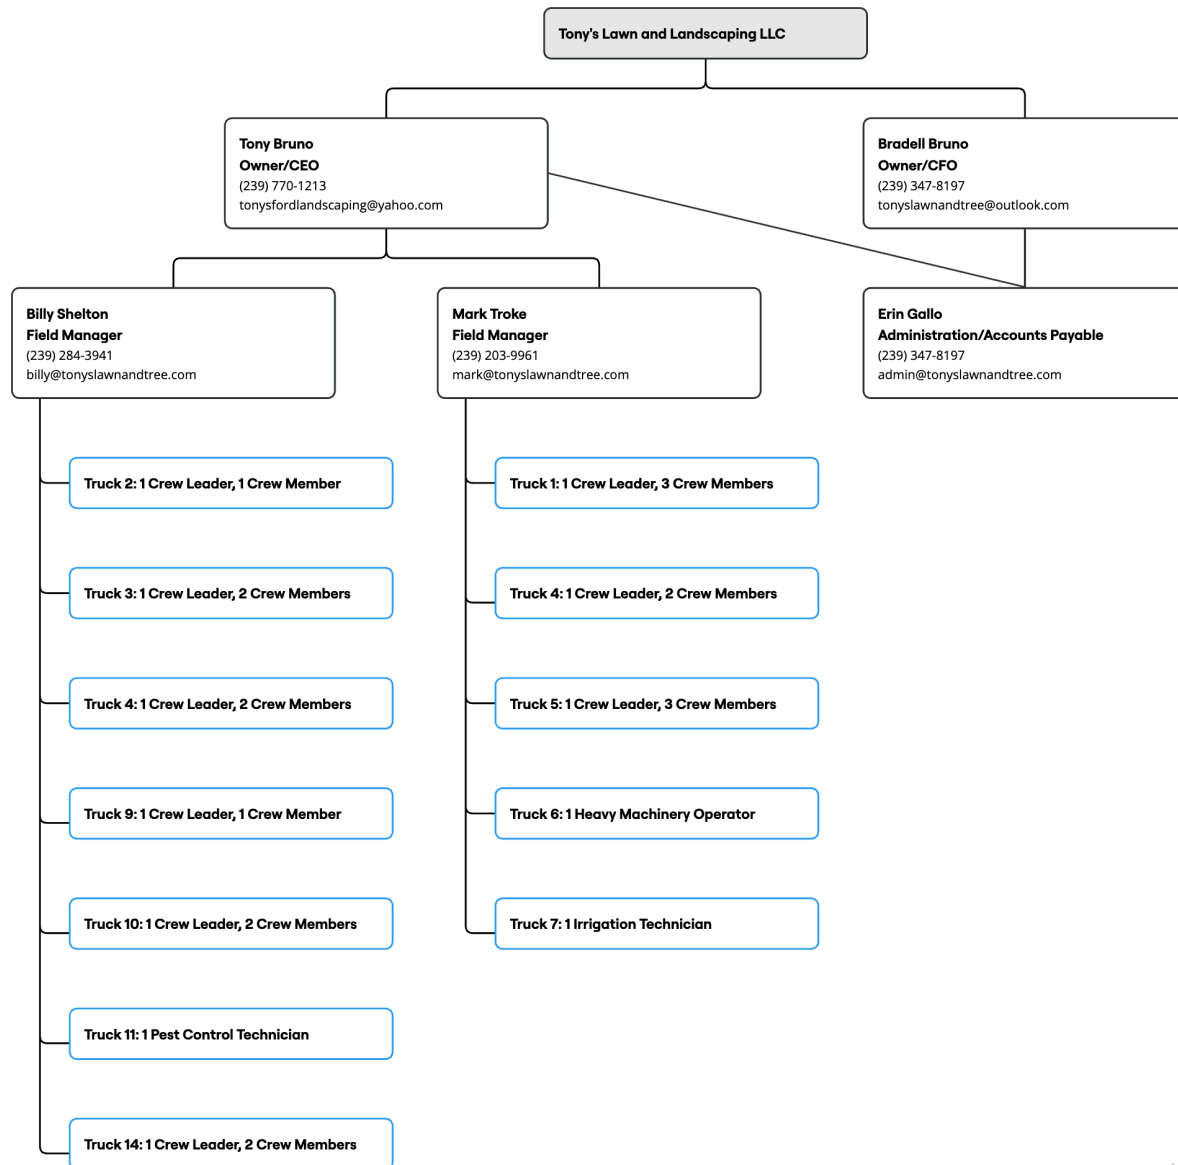 Tony's Lawn and Landscaping LLC
Tony Bruno
Owner/CEO
(239) 770-1213
tonysfordlandscaping@yahoo.com
Bradell Bruno
Owner/CFO
(239) 347-8197
tonyslawnandtree@outlook.com
Billy Shelton
Field Manager
(239) 284-3941
billy@tonyslawnandtree.com
Mark Troke
Field Manager
(239) 203-9961
mark@tonyslawnandtree.com
Erin Gallo
Administration/Accounts Payable
(239) 347-8197
admin@tonyslawnandtree.com
Truck 2: 1 Crew Leader, 1 Crew Member
Truck 3: 1 Crew Leader, 2 Crew Members
Truck 4: 1 Crew Leader, 2 Crew Members
Truck 9: 1 Crew Leader, 1 Crew Member
Truck 10: 1 Crew Leader, 2 Crew Members
Truck 11: 1 Pest Control Technician
Truck 14: 1 Crew Leader, 2 Crew Members
Truck 1: 1 Crew Leader, 3 Crew Members
Truck 4: 1 Crew Leader, 2 Crew Members
Truck 5: 1 Crew Leader, 3 Crew Members
Truck 6: 1 Heavy Machinery Operator
Truck 7: 1 Irrigation Technician